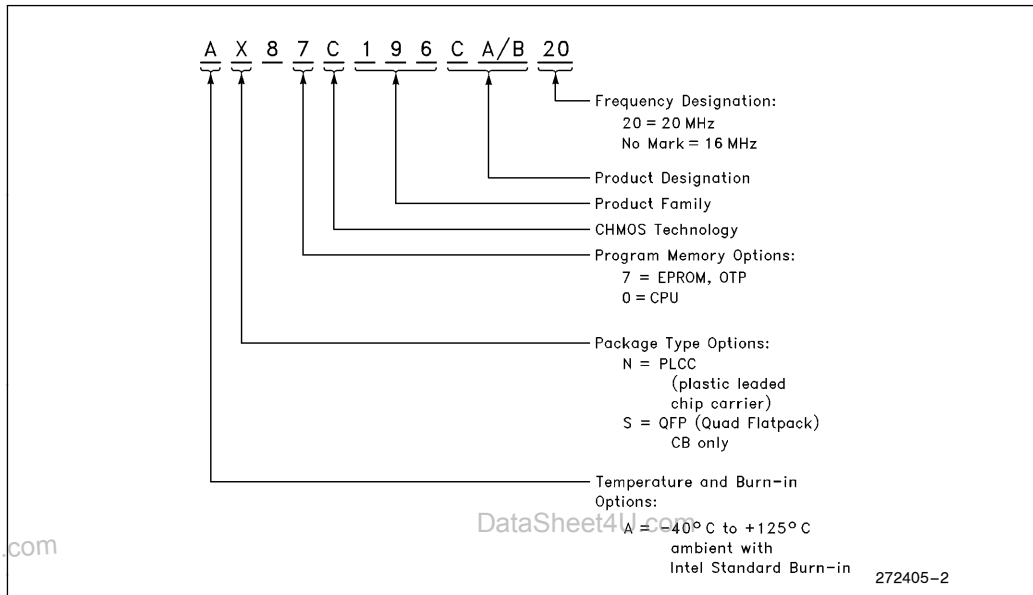 A X 8 7 C 1 9 6 C A/B 20
Frequency Designation:
20 = 20 MHz
No Mark = 16 MHz
Product Designation
Product Family
CHMOS Technology
Program Memory Options:
7 = EPROM, OTP
0 = CPU
Package Type Options:
N = PLCC
(plastic leaded
chip carrier)
S = QFP (Quad Flatpack)
CB only
Temperature and Burn-in
Options:
DataSheet4U.com
A = -40° C to +125° C
ambient with
Intel Standard Burn-in
.com
272405-2